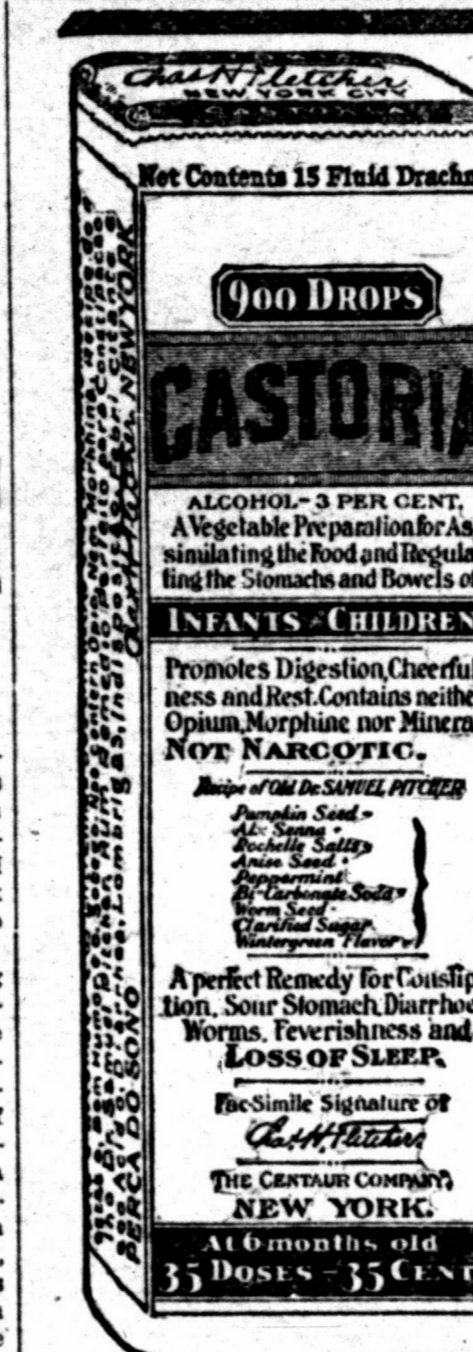 Chas H Fletcher
NEW YORK CITY
Net Contents 15 Fluid Drachm
900 DROPS
CASTORIA
ALCOHOL-3 PER CENT.
A Vegetable Preparation for As-
similating the Food and Regula
ting the Stomachs and Bowels of
INFANTS CHILDREN
Promotes Digestion, Cheerful
ness and Rest. Contains neithe
Opium, Morphine nor Minera
NOT NARCOTIC.
Recipe of Old Dr. SAMUEL PITCHER
Pumpkin Seed
Alx Senna
Rochelle Salts
Anise Seed
Peppermint
Bi-Carbonate Soda
Worm Seed
Clarified Sugar
Wintergreen Flavor
A perfect Remedy for Constip
tion, Sour Stomach, Diarrhoe
Worms, Feverishness and
LOSS OF SLEEP.
Fac-Simile Signature of
Chas H Fletcher
THE CENTAUR COMPANY,
NEW YORK.
At 6 months old
35 DOSES - 35 CENT
PERCA DO SONO
NEW YORK